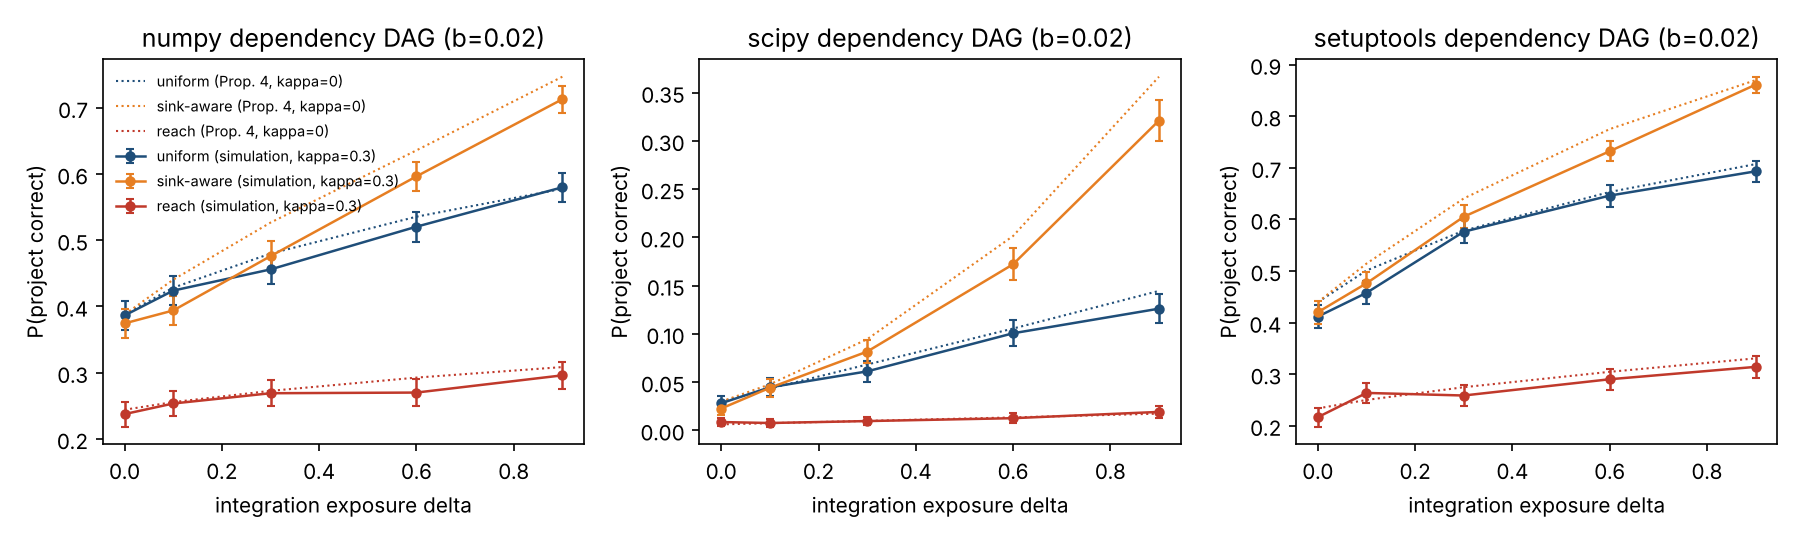 numpy dependency DAG (b=0.02)
uniform (Prop. 4, kappa=0)
sink-aware (Prop. 4, kappa=0)
reach (Prop. 4, kappa=0)
uniform (simulation, kappa=0.3)
sink-aware (simulation, kappa=0.3)
reach (simulation, kappa=0.3)
P(project correct)
0.7
0.6
0.5
0.4
0.3
0.2
0.0 0.2 0.4 0.6 0.8
integration exposure delta
scipy dependency DAG (b=0.02)
P(project correct)
0.35
0.30
0.25
0.20
0.15
0.10
0.05
0.00
0.0 0.2 0.4 0.6 0.8
integration exposure delta
setuptools dependency DAG (b=0.02)
P(project correct)
0.9
0.8
0.7
0.6
0.5
0.4
0.3
0.2
0.0 0.2 0.4 0.6 0.8
integration exposure delta